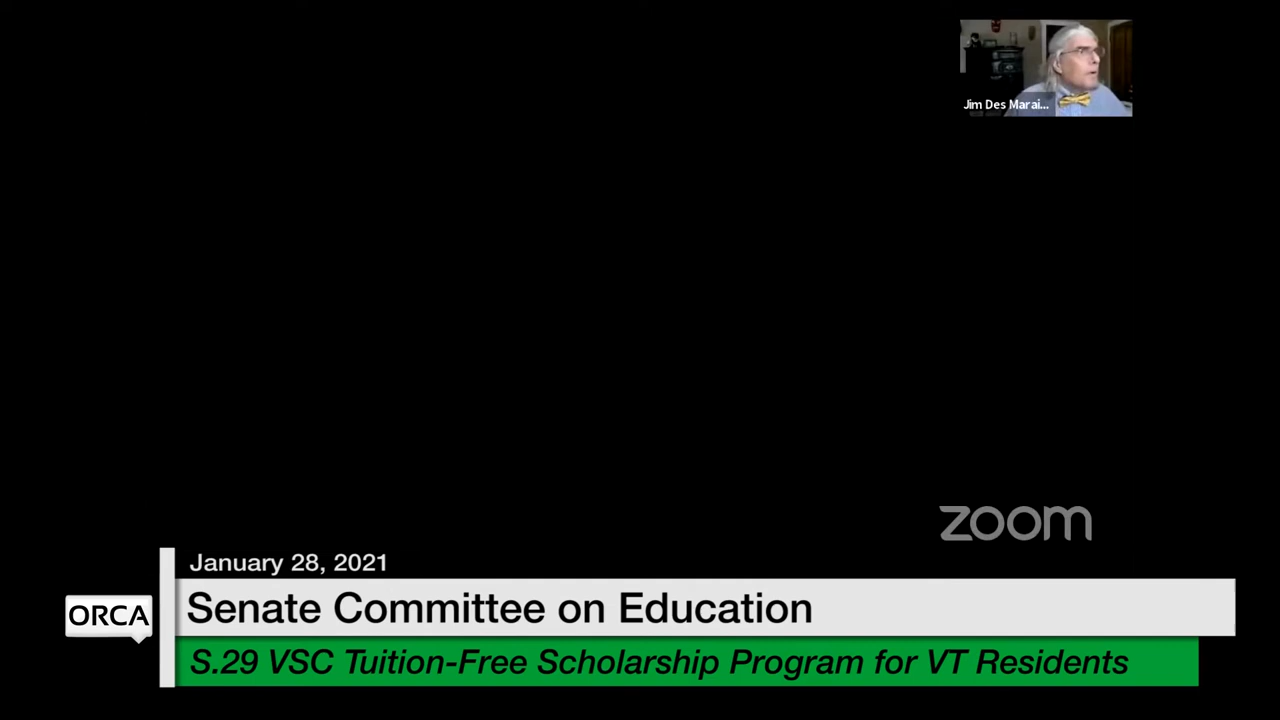 Jim Des Marai...
zoom
January 28, 2021
Senate Committee on Education
ORCA
S.29 VSC Tuition-Free Scholarship Program for VT Residents